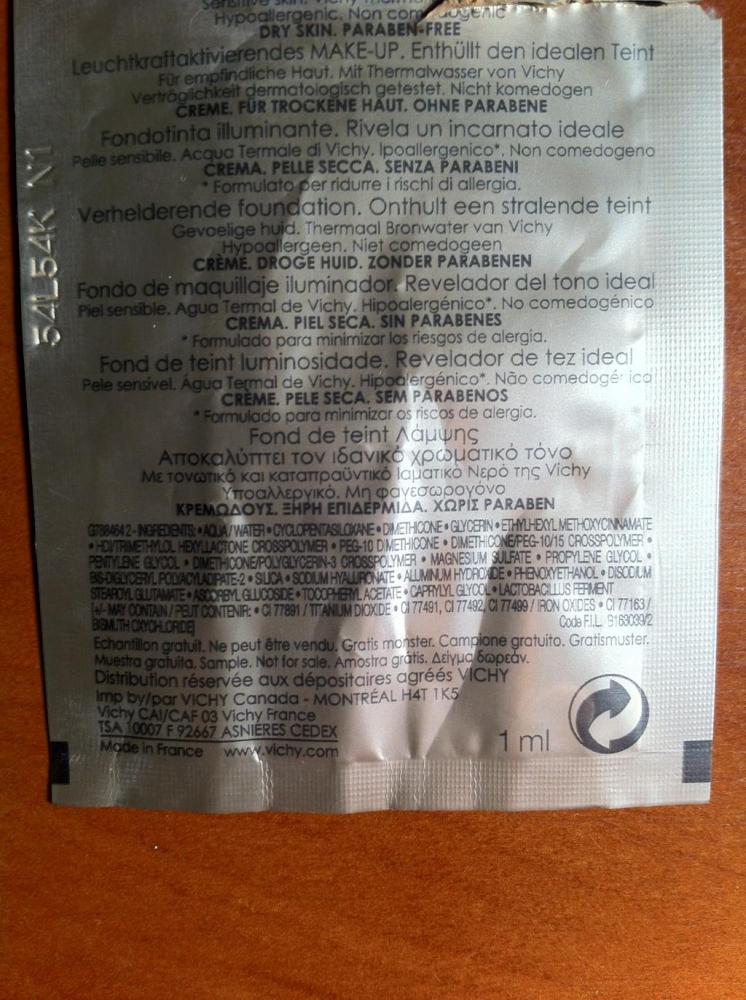 Hypoallergenic. Non
DRY SKIN. PARABEN-FREE
Leuchtkraftaktivierendes MAKE-UP. Enthüllt den idealen Teint
Für empfindliche Haut. Mit Thermalwasser von Vichy
Verträglichkeit dermatologisch getestet. Nicht komedogen
CREME. FÜR TROCKENE HAUT. OHNE PARABENE
Fondotinta illuminante. Rivela un incarnato ideale
Pelle sensibile. Acqua Termale di Vichy. Ipoallergenico*. Non comedogeno
CREMA. PELLE SECCA. SENZA PARABENI
* Formulato per ridurre i rischi di allergia.
Verhelderende foundation. Onthult een stralende teint
Gevoelige huid. Thermaal Bronwater van Vichy
Hypoallergeen. Niet comedogeen
CRÈME. DROGE HUID. ZONDER PARABENEN
Fondo de maquillaje iluminador. Revelador del tono ideal
Piel sensible. Agua Termal de Vichy. Hipoalergénico*. No comedogénico
CREMA. PIEL SECA. SIN PARABENES
* Formulado para minimizar los riesgos de alergia.
Fond de teint luminosidade. Revelador de tez ideal
Pele sensível. Água Termal de Vichy. Hipoalergénico*. Não comedogénico
CRÈME. PELE SECA. SEM PARABENOS
* Formulado para minimizar os riscos de alergia.
Fond de teint Λάμψης
Αποκαλύπτει τον ιδανικό χρωματικό τόνο
Με τονωτικό και καταπραϋντικό Ιαματικό Νερό της Vichy
Υποαλλεργικό. Μη φαγεσωρογόνο
ΚΡΕΜΩΔΟΥΣ. ΞΗΡΗ ΕΠΙΔΕΡΜΙΔΑ. ΧΩΡΙΣ PARABEN
G788464 2 - INGREDIENTS: • AQUA / WATER • CYCLOPENTASILOXANE • DIMETHICONE • GLYCERIN • ETHYLHEXYL METHOXYCINNAMATE
• HDI/TRIMETHYLOL HEXYLLACTONE CROSSPOLYMER • PEG-10 DIMETHICONE • DIMETHICONE/PEG-10/15 CROSSPOLYMER •
PENTYLENE GLYCOL • DIMETHICONE/POLYGLYCERIN-3 CROSSPOLYMER • MAGNESIUM SULFATE • PROPYLENE GLYCOL •
BIS-DIGLYCERYL POLYACYLADIPATE-2 • SILICA • SODIUM HYALURONATE • ALUMINUM HYDROXIDE • PHENOXYETHANOL • DISODIUM
STEAROYL GLUTAMATE • ASCORBYL GLUCOSIDE • TOCOPHERYL ACETATE • CAPRYLYL GLYCOL • LACTOBACILLUS FERMENT
[+/- MAY CONTAIN / PEUT CONTENIR: • CI 77891 / TITANIUM DIOXIDE • CI 77491, CI 77492, CI 77499 / IRON OXIDES • CI 77163 /
BISMUTH OXYCHLORIDE] Code F.I.L. B163039/2
Echantillon gratuit. Ne peut être vendu. Gratis monster. Campione gratuito. Gratismuster.
Muestra gratuita. Sample. Not for sale. Amostra grátis. Δείγμα δωρεάν.
Distribution réservée aux dépositaires agréés VICHY
Imp by/par VICHY Canada - MONTRÉAL H4T 1K5
Vichy CAI/CAF 03 Vichy France
TSA 10007 F 92667 ASNIERES CEDEX
Made in France www.vichy.com
1 ml
54L54K N1